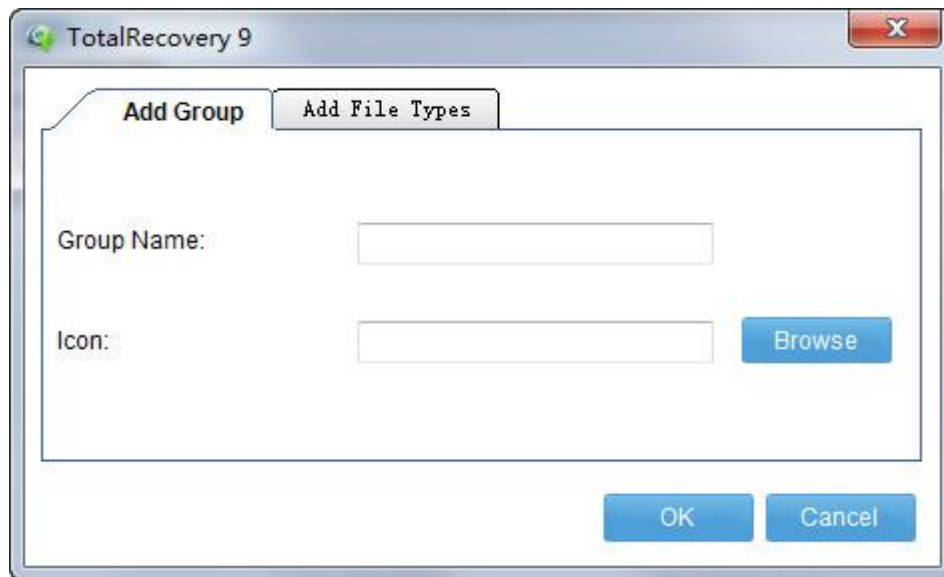 TotalRecovery 9
Add Group
Add File Types
Group Name:
Icon:
Browse
OK
Cancel